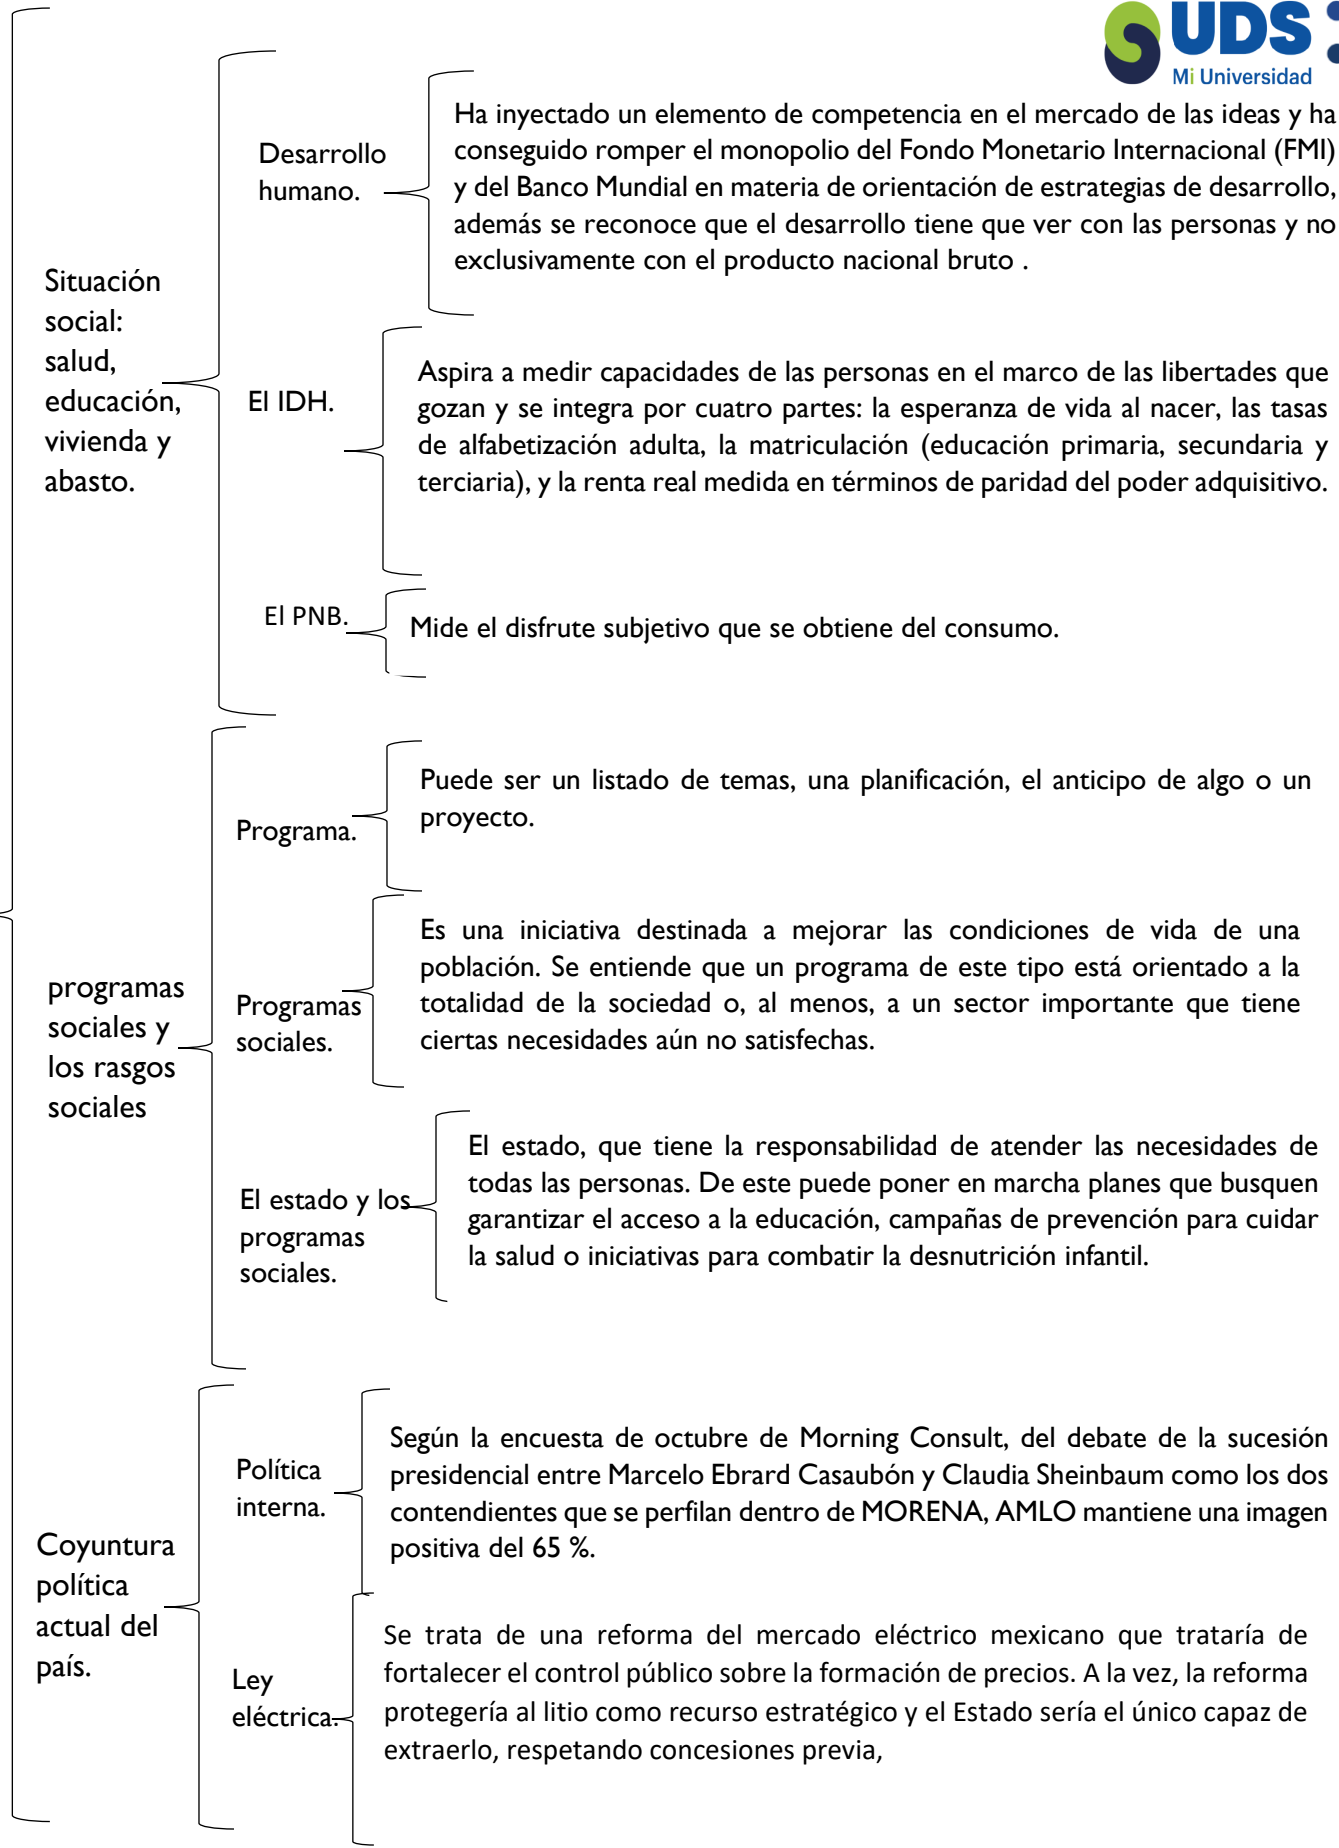 UDS
Mi Universidad
Situación
social:
salud,
educación,
vivienda y
abasto.
Desarrollo
humano.
Ha inyectado un elemento de competencia en el mercado de las ideas y ha
conseguido romper el monopolio del Fondo Monetario Internacional (FMI)
y del Banco Mundial en materia de orientación de estrategias de desarrollo,
además se reconoce que el desarrollo tiene que ver con las personas y no
exclusivamente con el producto nacional bruto .
El IDH.
Aspira a medir capacidades de las personas en el marco de las libertades que
gozan y se integra por cuatro partes: la esperanza de vida al nacer, las tasas
de alfabetización adulta, la matriculación (educación primaria, secundaria y
terciaria), y la renta real medida en términos de paridad del poder adquisitivo.
El PNB.
Mide el disfrute subjetivo que se obtiene del consumo.
programas
sociales y
los rasgos
sociales
Programa.
Puede ser un listado de temas, una planificación, el anticipo de algo o un
proyecto.
Programas
sociales.
Es una iniciativa destinada a mejorar las condiciones de vida de una
población. Se entiende que un programa de este tipo está orientado a la
totalidad de la sociedad o, al menos, a un sector importante que tiene
ciertas necesidades aún no satisfechas.
El estado y los
programas
sociales.
El estado, que tiene la responsabilidad de atender las necesidades de
todas las personas. De este puede poner en marcha planes que busquen
garantizar el acceso a la educación, campañas de prevención para cuidar
la salud o iniciativas para combatir la desnutrición infantil.
Coyuntura
política
actual del
país.
Política
interna.
Según la encuesta de octubre de Morning Consult, del debate de la sucesión
presidencial entre Marcelo Ebrard Casaubón y Claudia Sheinbaum como los dos
contendientes que se perfilan dentro de MORENA, AMLO mantiene una imagen
positiva del 65 %.
Ley
eléctrica.
Se trata de una reforma del mercado eléctrico mexicano que trataría de
fortalecer el control público sobre la formación de precios. A la vez, la reforma
protegería al litio como recurso estratégico y el Estado sería el único capaz de
extraerlo, respetando concesiones previa,